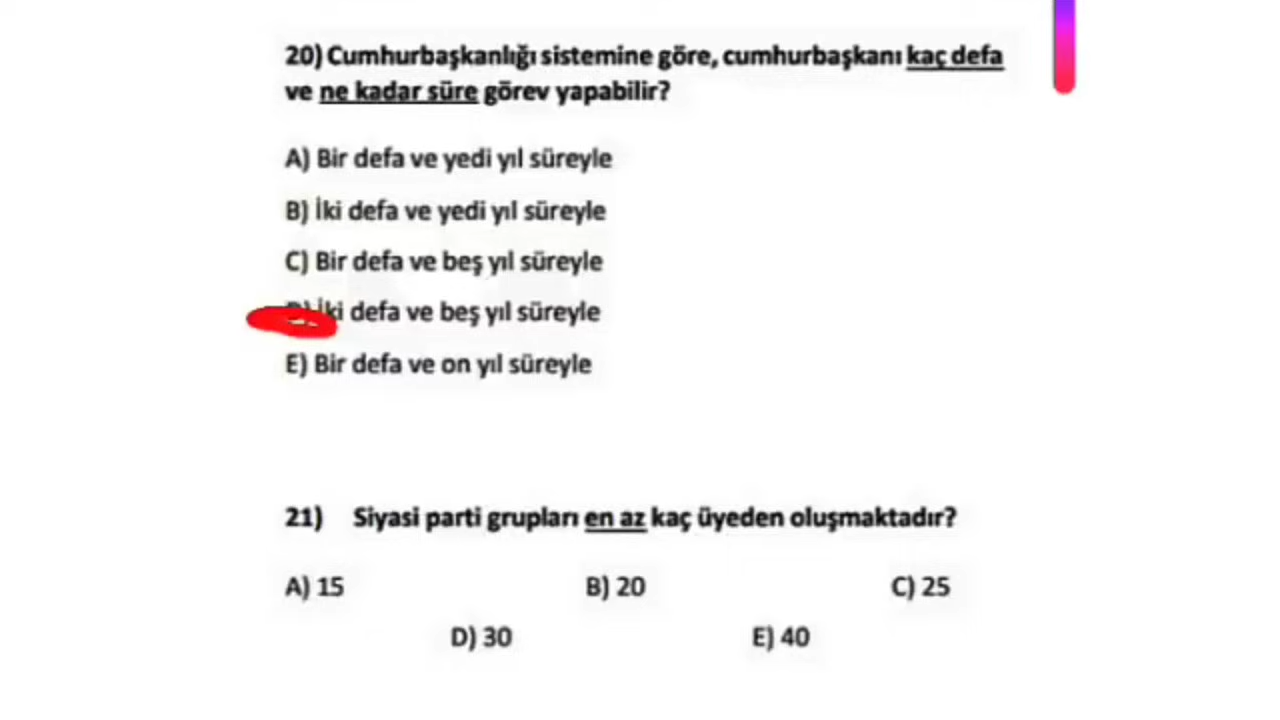 20) Cumhurbaşkanlığı sistemine göre, cumhurbaşkanı kaç defa
ve ne kadar süre görev yapabilir?
A) Bir defa ve yedi yıl süreyle
B) İki defa ve yedi yıl süreyle
C) Bir defa ve beş yıl süreyle
D) İki defa ve beş yıl süreyle
E) Bir defa ve on yıl süreyle
21) Siyasi parti grupları en az kaç üyeden oluşmaktadır?
A) 15 B) 20 C) 25
D) 30 E) 40